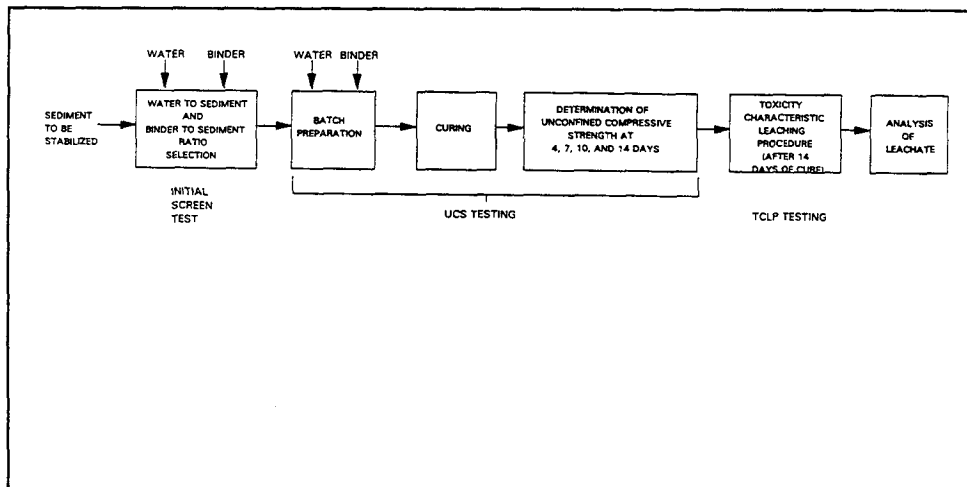 WATER BINDER
SEDIMENT
TO BE
STABILIZED
WATER TO SEDIMENT
AND
BINDER TO SEDIMENT
RATIO
SELECTION
INITIAL
SCREEN
TEST
WATER BINDER
BATCH
PREPARATION
CURING
DETERMINATION OF
UNCONFINED COMPRESSIVE
STRENGTH AT
4, 7, 10, AND 14 DAYS
UCS TESTING
TOXICITY
CHARACTERISTIC
LEACHING
PROCEDURE
(AFTER 14
DAYS OF CURE)
TCLP TESTING
ANALYSIS
OF
LEACHATE